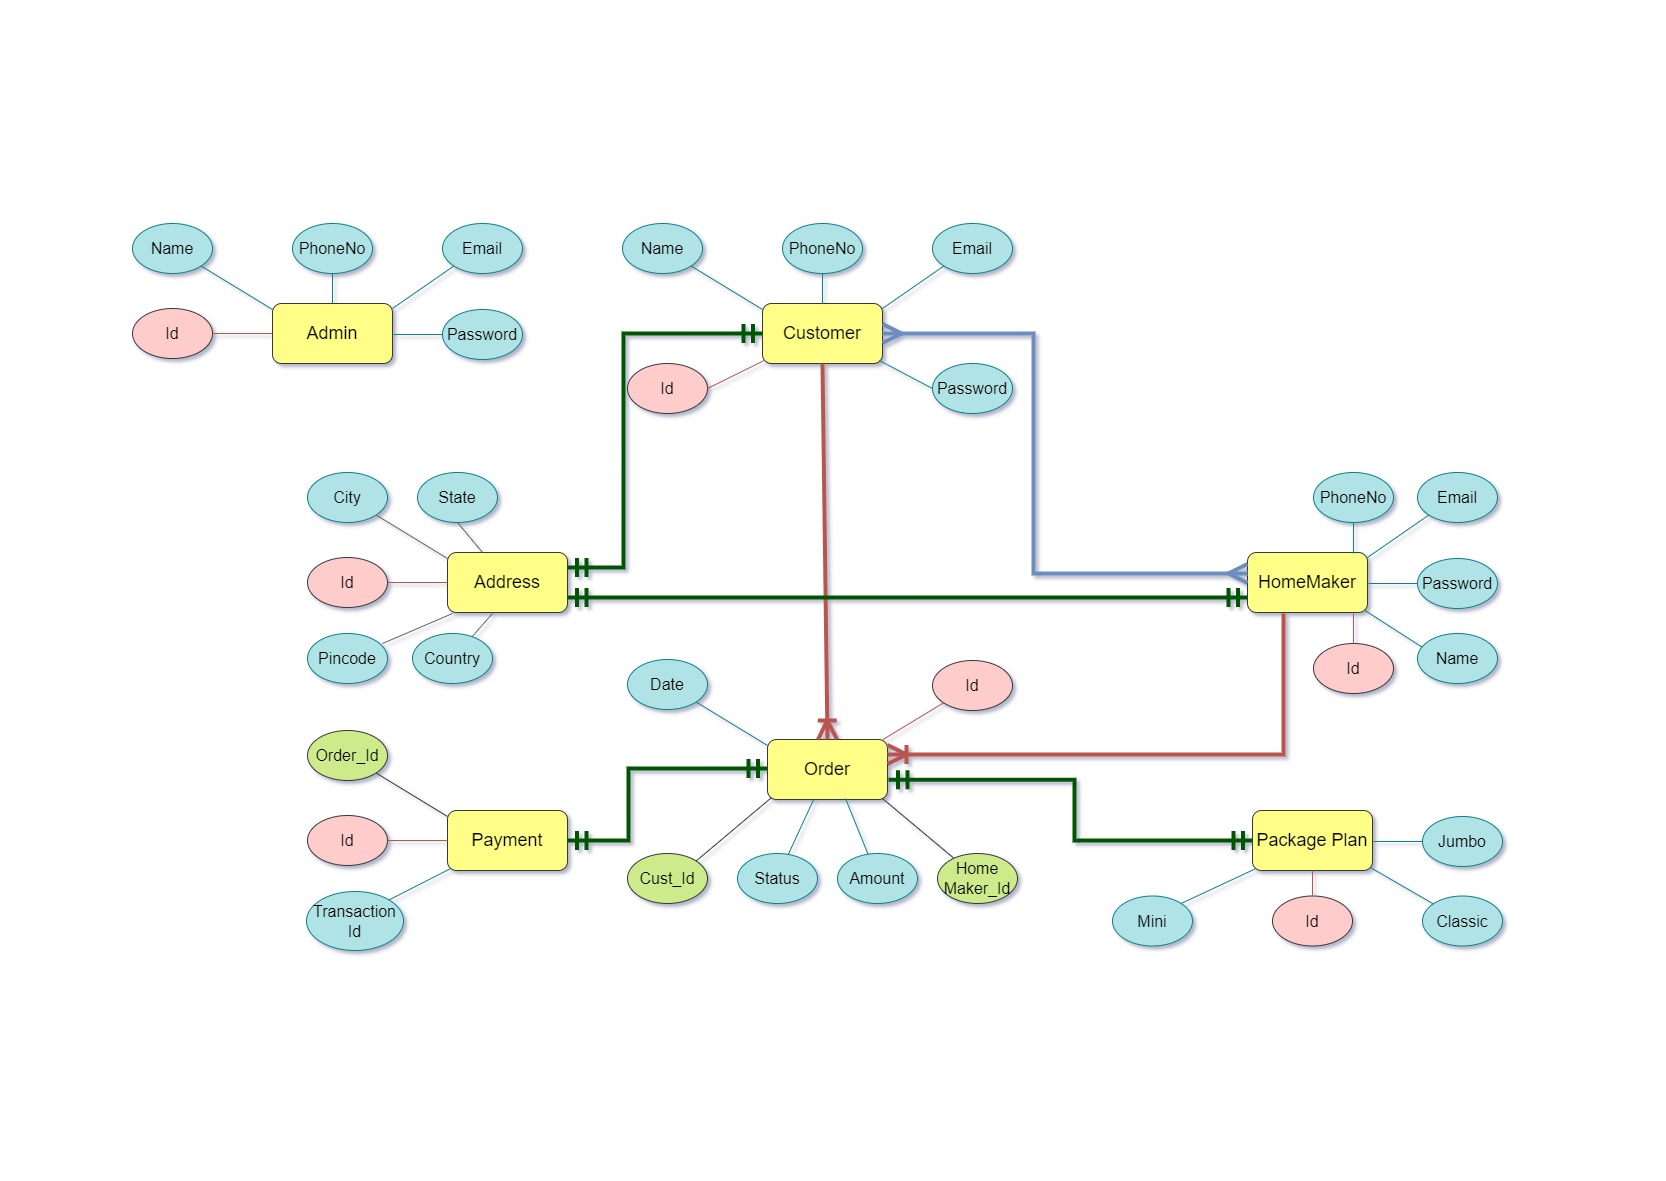 Name
PhoneNo
Email
Name
PhoneNo
Email
Id
Admin
Password
Customer
Id
Password
City
State
PhoneNo
Email
Id
Address
HomeMaker
Password
Pincode
Country
Id
Name
Date
Id
Order_Id
Order
Id
Payment
Package Plan
Jumbo
Cust_Id
Status
Amount
Home
Maker_Id
Transaction
Id
Mini
Id
Classic